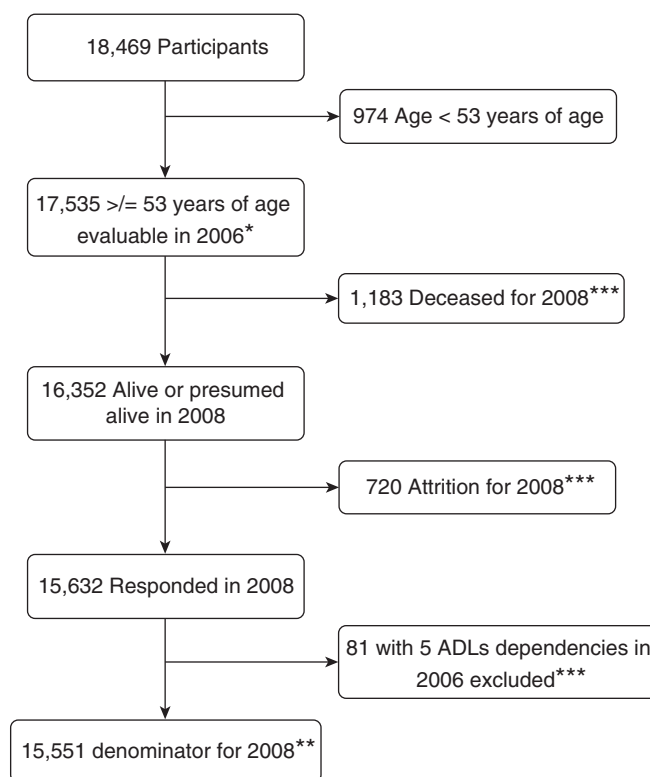 18,469 Participants
974 Age < 53 years of age
17,535 >/= 53 years of age
evaluable in 2006*
1,183 Deceased for 2008***
16,352 Alive or presumed
alive in 2008
720 Attrition for 2008***
15,632 Responded in 2008
81 with 5 ADLs dependencies in
2006 excluded***
15,551 denominator for 2008**